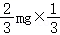 2/3 mg × 1/3